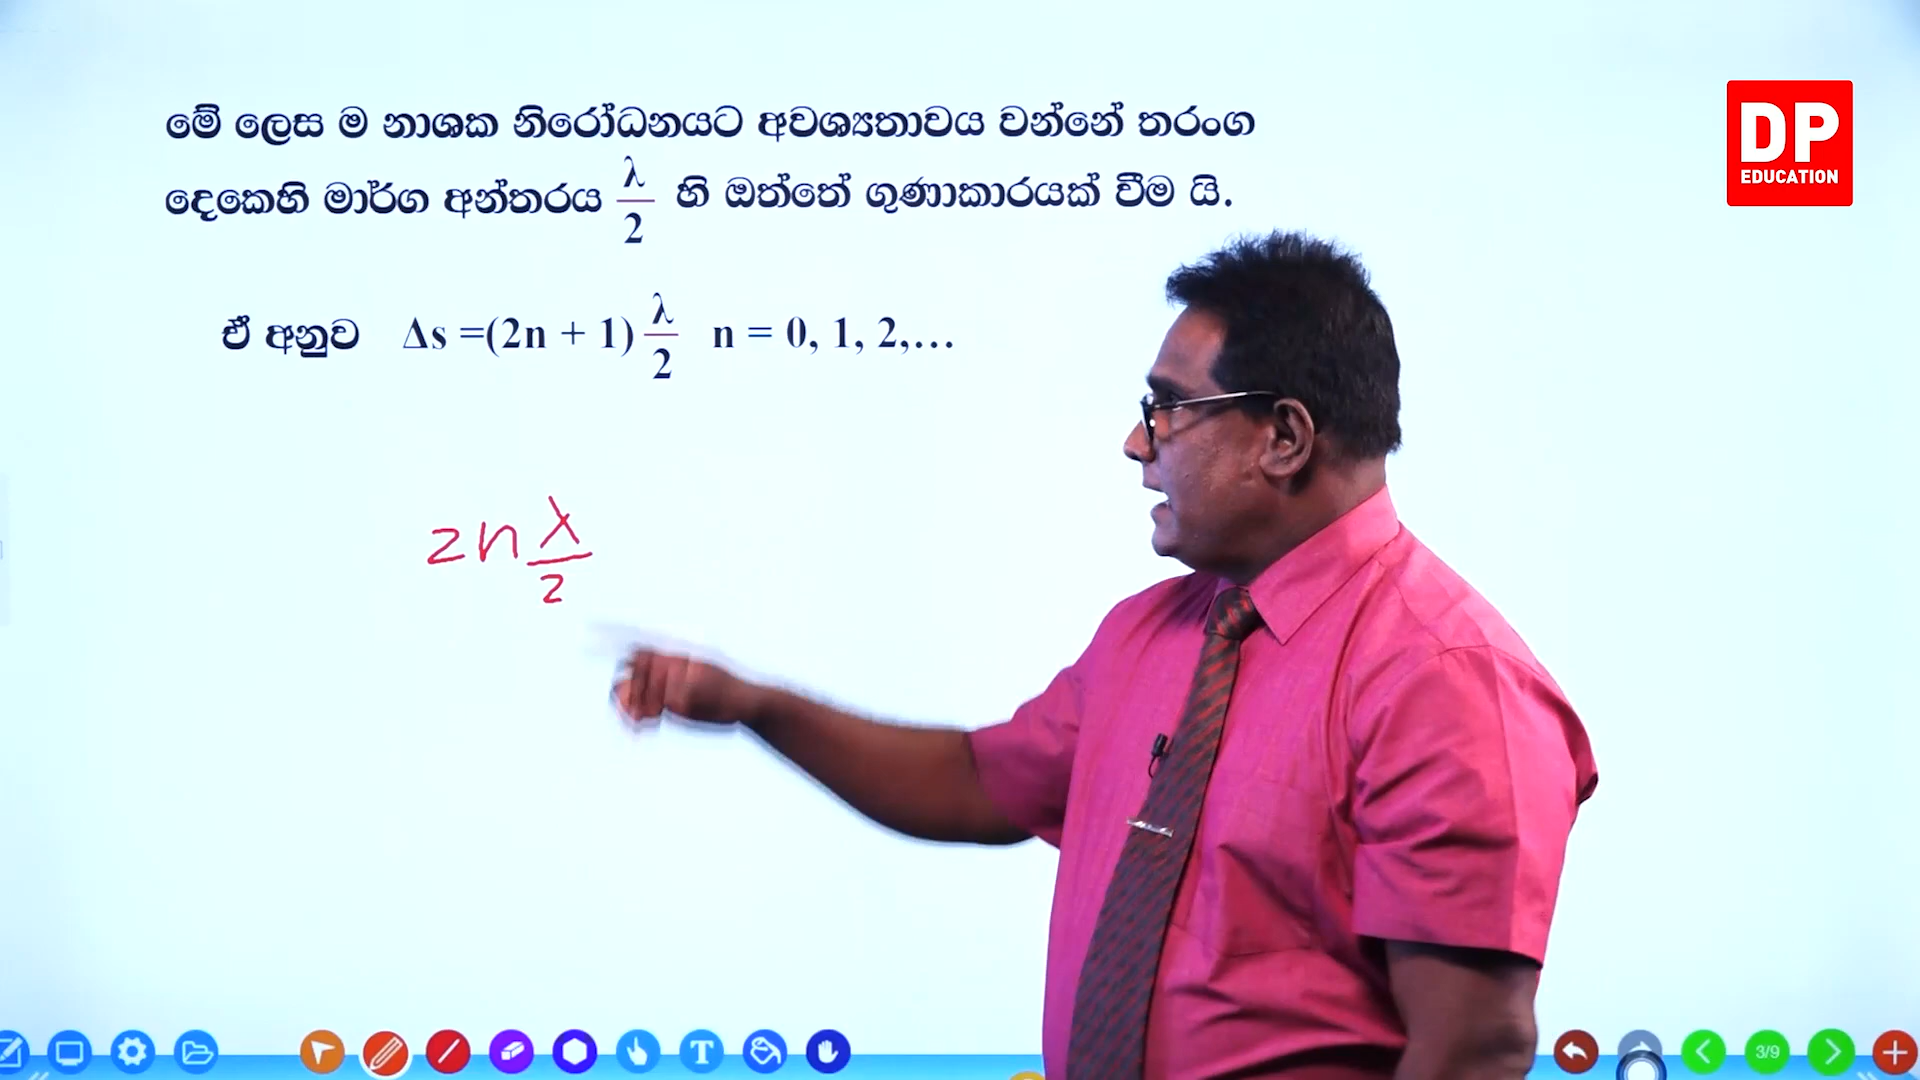 මේ ලෙස ම නාශක නිරෝධනයට අවශ්‍යතාවය වන්නේ තරංග
දෙකෙහි මාර්ග අන්තරය λ/2 හි ඔත්තේ ගුණාකාරයක් වීම යි.
ඒ අනුව Δs =(2n + 1) λ/2 n = 0, 1, 2,...
2n λ/2
DP
EDUCATION
T
3/9